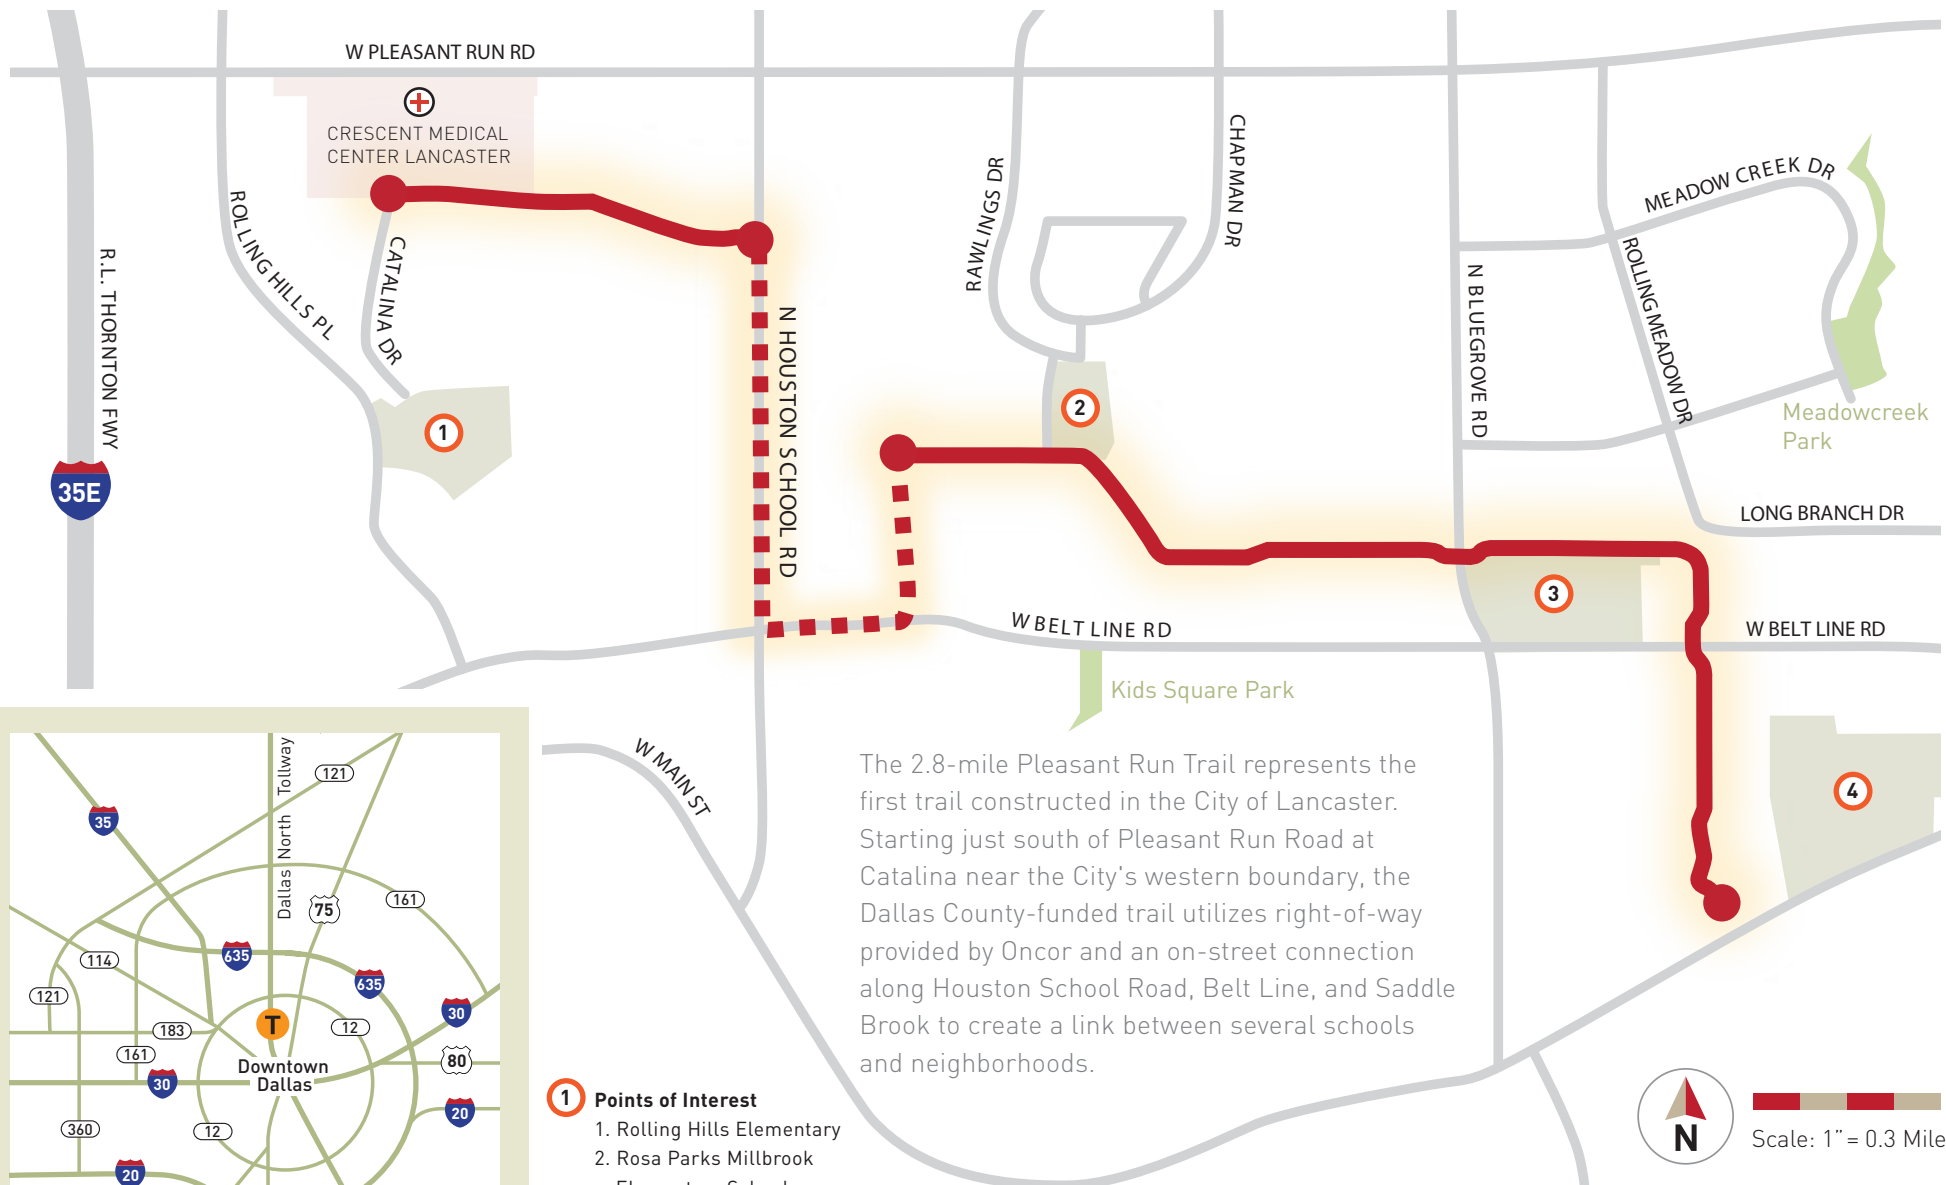 W PLEASANT RUN RD
CRESCENT MEDICAL
CENTER LANCASTER
R.L. THORNTON FWY
35E
ROLLING HILLS PL
CATALINA DR
1
N HOUSTON SCHOOL RD
RAWLINGS DR
CHAPMAN DR
2
N BLUEGROVE RD
MEADOW CREEK DR
ROLLING MEADOW DR
Meadowcreek
Park
LONG BRANCH DR
3
W BELT LINE RD
W BELT LINE RD
Kids Square Park
W MAIN ST
4
The 2.8-mile Pleasant Run Trail represents the
first trail constructed in the City of Lancaster.
Starting just south of Pleasant Run Road at
Catalina near the City's western boundary, the
Dallas County-funded trail utilizes right-of-way
provided by Oncor and an on-street connection
along Houston School Road, Belt Line, and Saddle
Brook to create a link between several schools
and neighborhoods.
Dallas North Tollway
121
35
75
161
635
635
114
121
30
T
12
183
161
80
Downtown
Dallas
30
20
360
12
20
1 Points of Interest
1. Rolling Hills Elementary
2. Rosa Parks Millbrook
Elementary School
N
Scale: 1" = 0.3 Mile